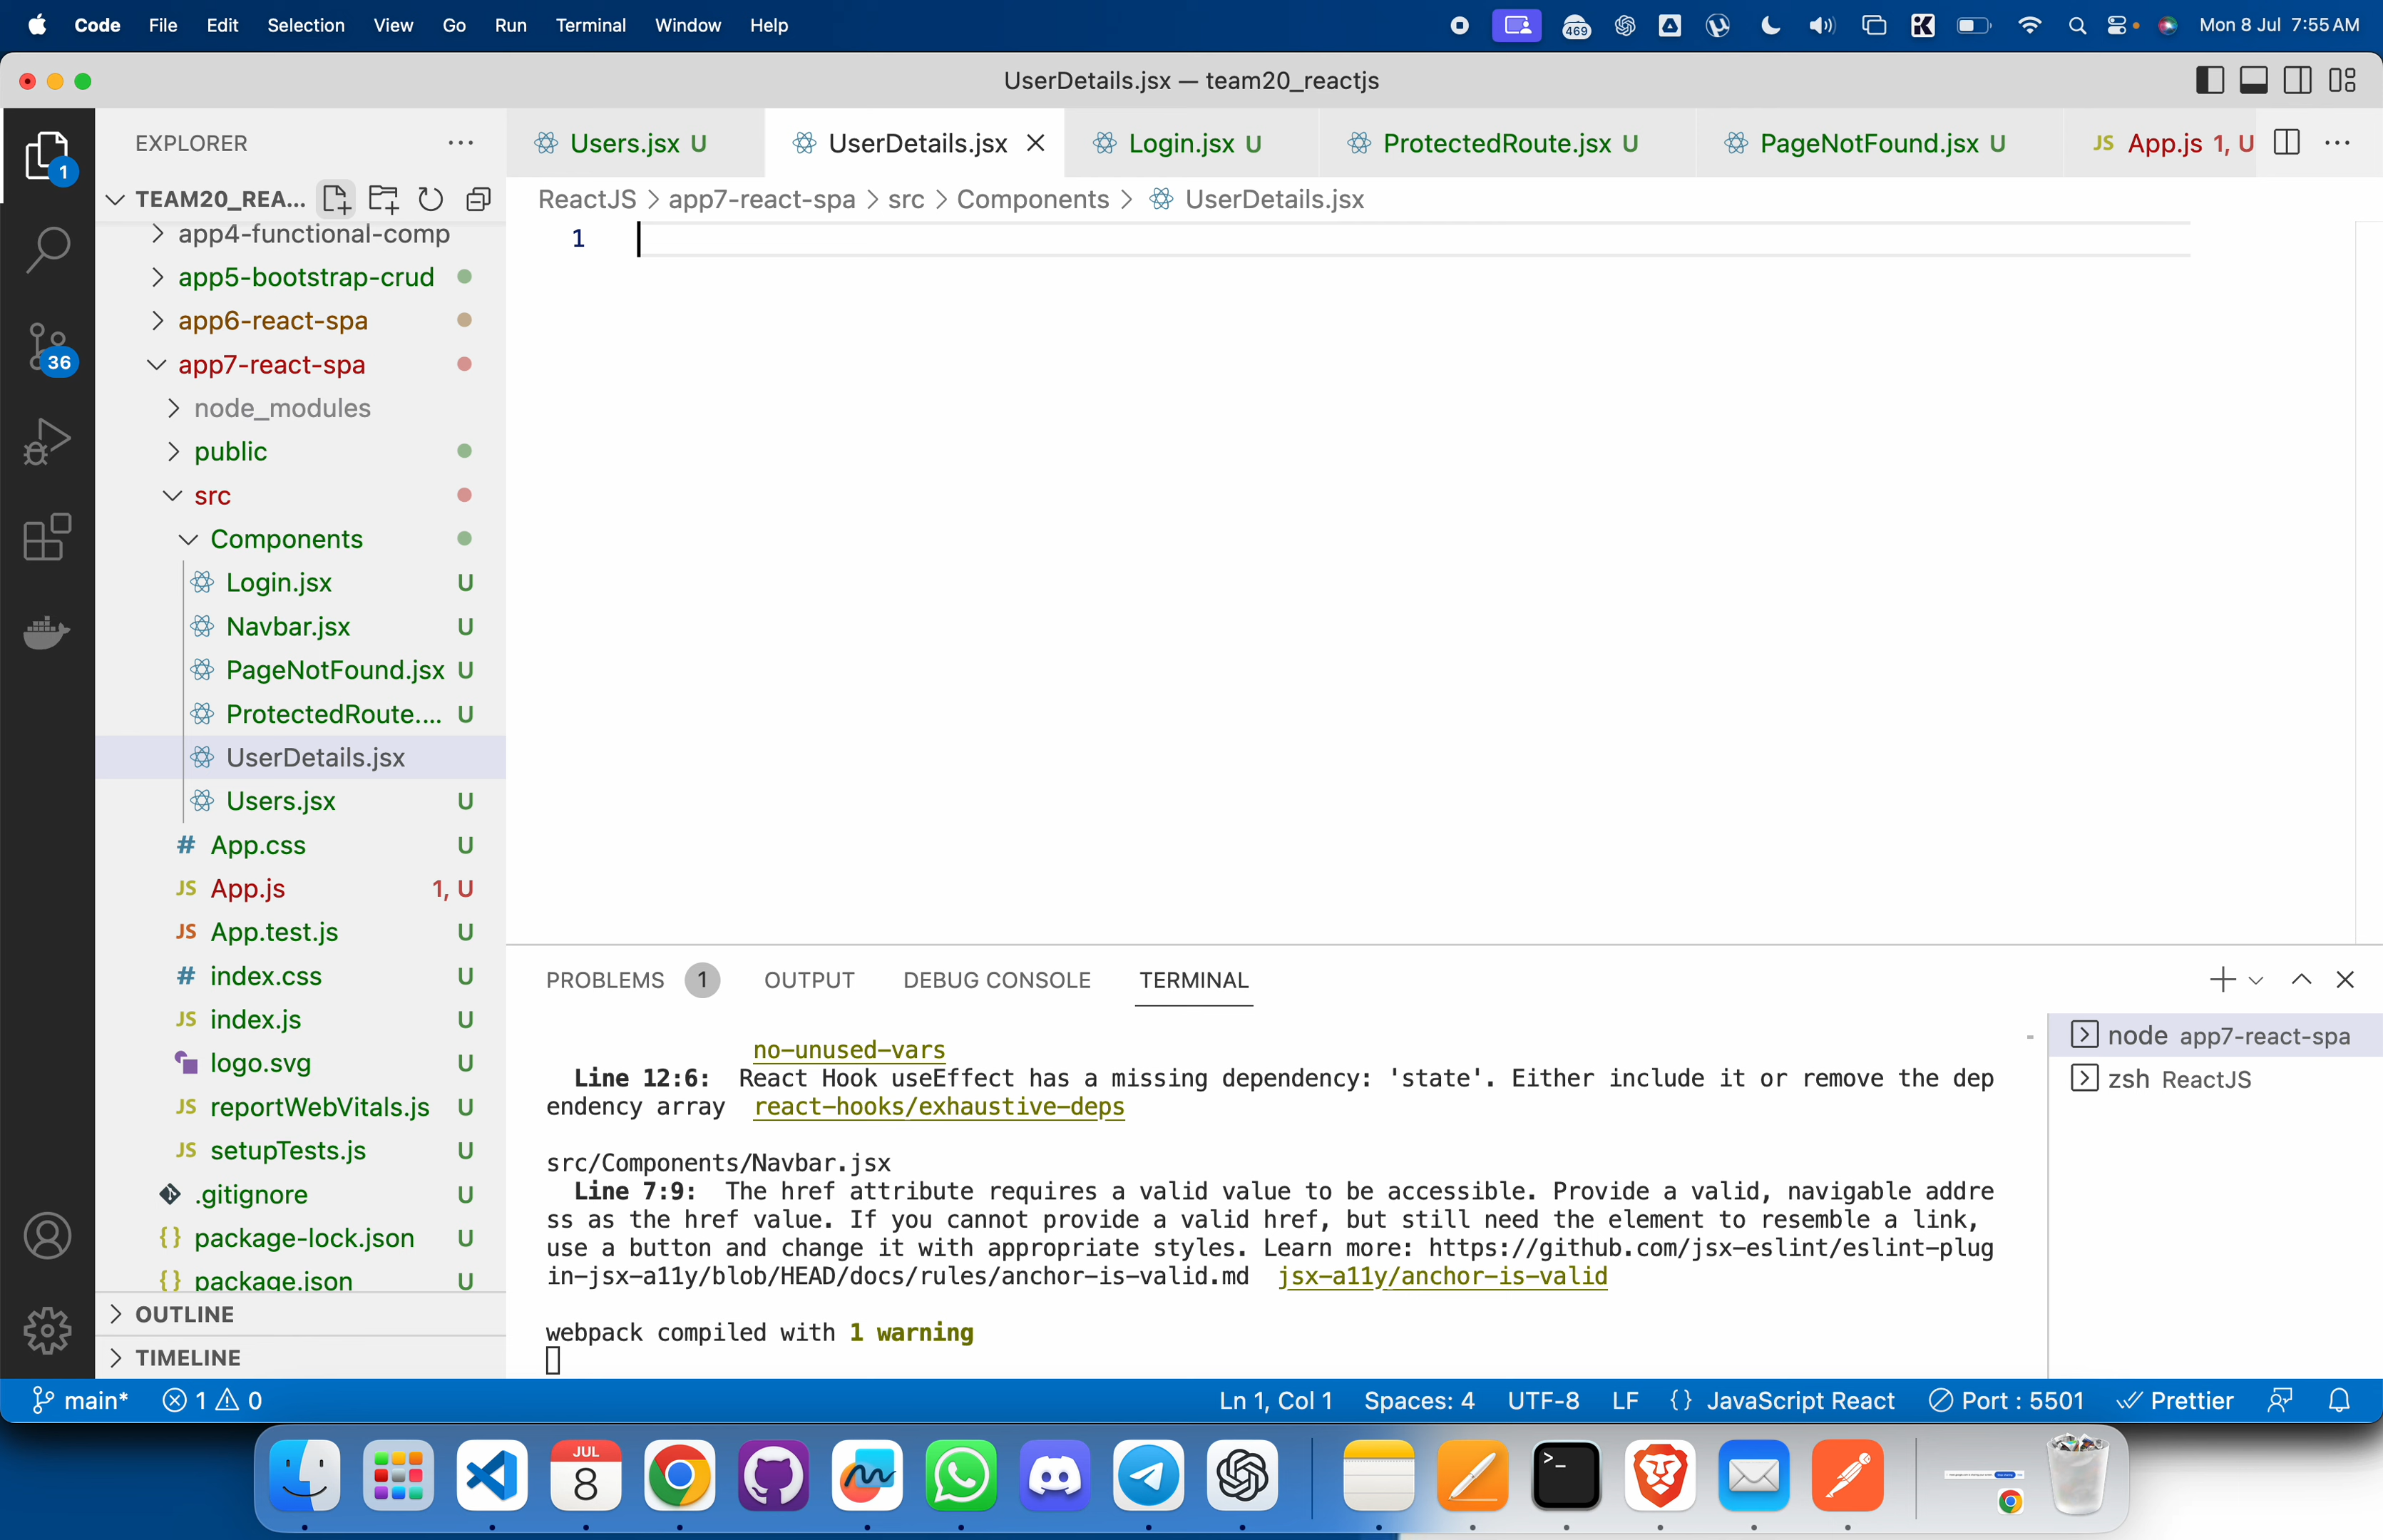 Code File Edit Selection View Go Run Terminal Window Help 469 Mon 8 Jul 7:55 AM
UserDetails.jsx — team20_reactjs
EXPLORER
Users.jsx U UserDetails.jsx Login.jsx U ProtectedRoute.jsx U PageNotFound.jsx U JS App.js 1, U
1
TEAM20_REA...
ReactJS > app7-react-spa > src > Components > UserDetails.jsx
app4-functional-comp
1
app5-bootstrap-crud
app6-react-spa
36
app7-react-spa
node_modules
public
src
Components
Login.jsx U
Navbar.jsx U
PageNotFound.jsx U
ProtectedRoute.... U
UserDetails.jsx
Users.jsx U
# App.css U
JS App.js 1, U
JS App.test.js U
# index.css U
JS index.js U
logo.svg U
JS reportWebVitals.js U
JS setupTests.js U
.gitignore U
{} package-lock.json U
{} package.json U
OUTLINE
TIMELINE
PROBLEMS 1 OUTPUT DEBUG CONSOLE TERMINAL
no-unused-vars
Line 12:6: React Hook useEffect has a missing dependency: 'state'. Either include it or remove the dep
endency array react-hooks/exhaustive-deps
src/Components/Navbar.jsx
Line 7:9: The href attribute requires a valid value to be accessible. Provide a valid, navigable addre
ss as the href value. If you cannot provide a valid href, but still need the element to resemble a link,
use a button and change it with appropriate styles. Learn more: https://github.com/jsx-eslint/eslint-plug
in-jsx-a11y/blob/HEAD/docs/rules/anchor-is-valid.md jsx-a11y/anchor-is-valid
webpack compiled with 1 warning
node app7-react-spa
zsh ReactJS
main* 1 0 Ln 1, Col 1 Spaces: 4 UTF-8 LF {} JavaScript React Port : 5501 Prettier
JUL
8